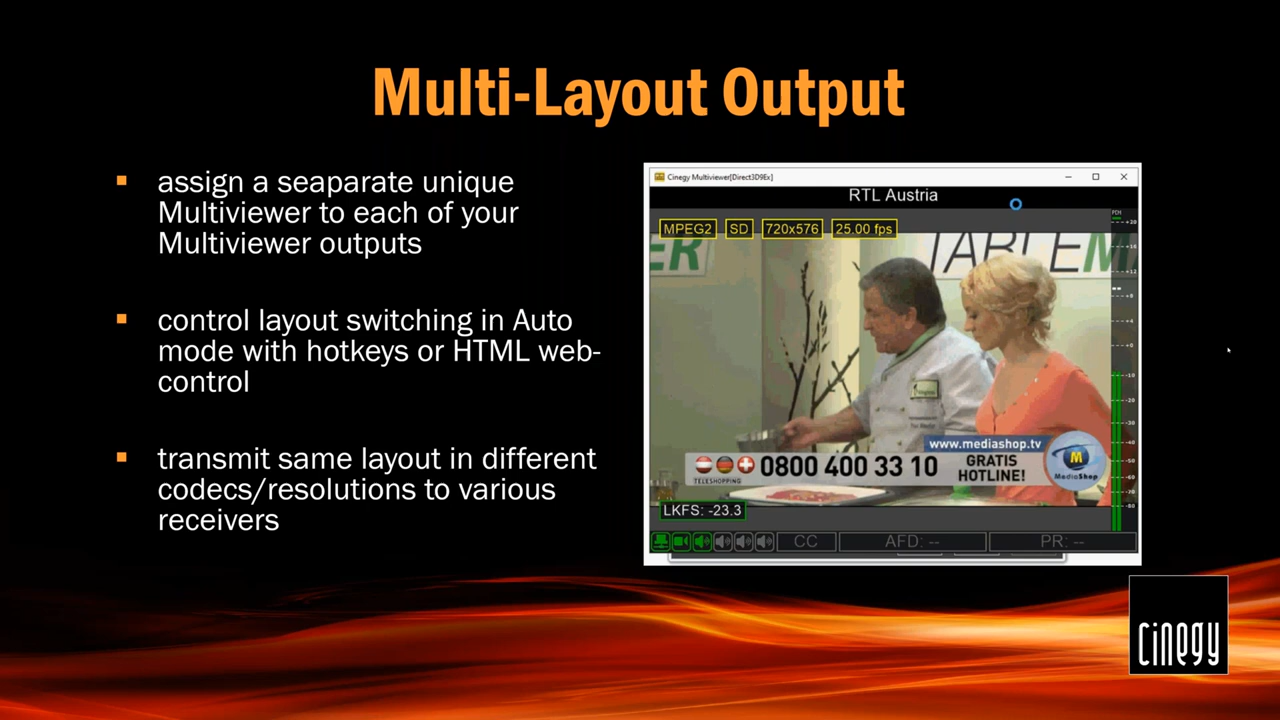 Multi-Layout Output
assign a seaparate unique
Multiviewer to each of your
Multiviewer outputs
control layout switching in Auto
mode with hotkeys or HTML web-
control
transmit same layout in different
codecs/resolutions to various
receivers
Cinegy Multiviewer[Direct3D9Ex]
RTL Austria
MPEG2 SD 720x576 25.00 fps
ER
TABLEM
www.mediashop.tv
TELESHOPPING
0800 400 33 10
GRATIS
HOTLINE!
M
MediaShop
LKFS: -23.3
CC AFD: -- PR: --
cinegy